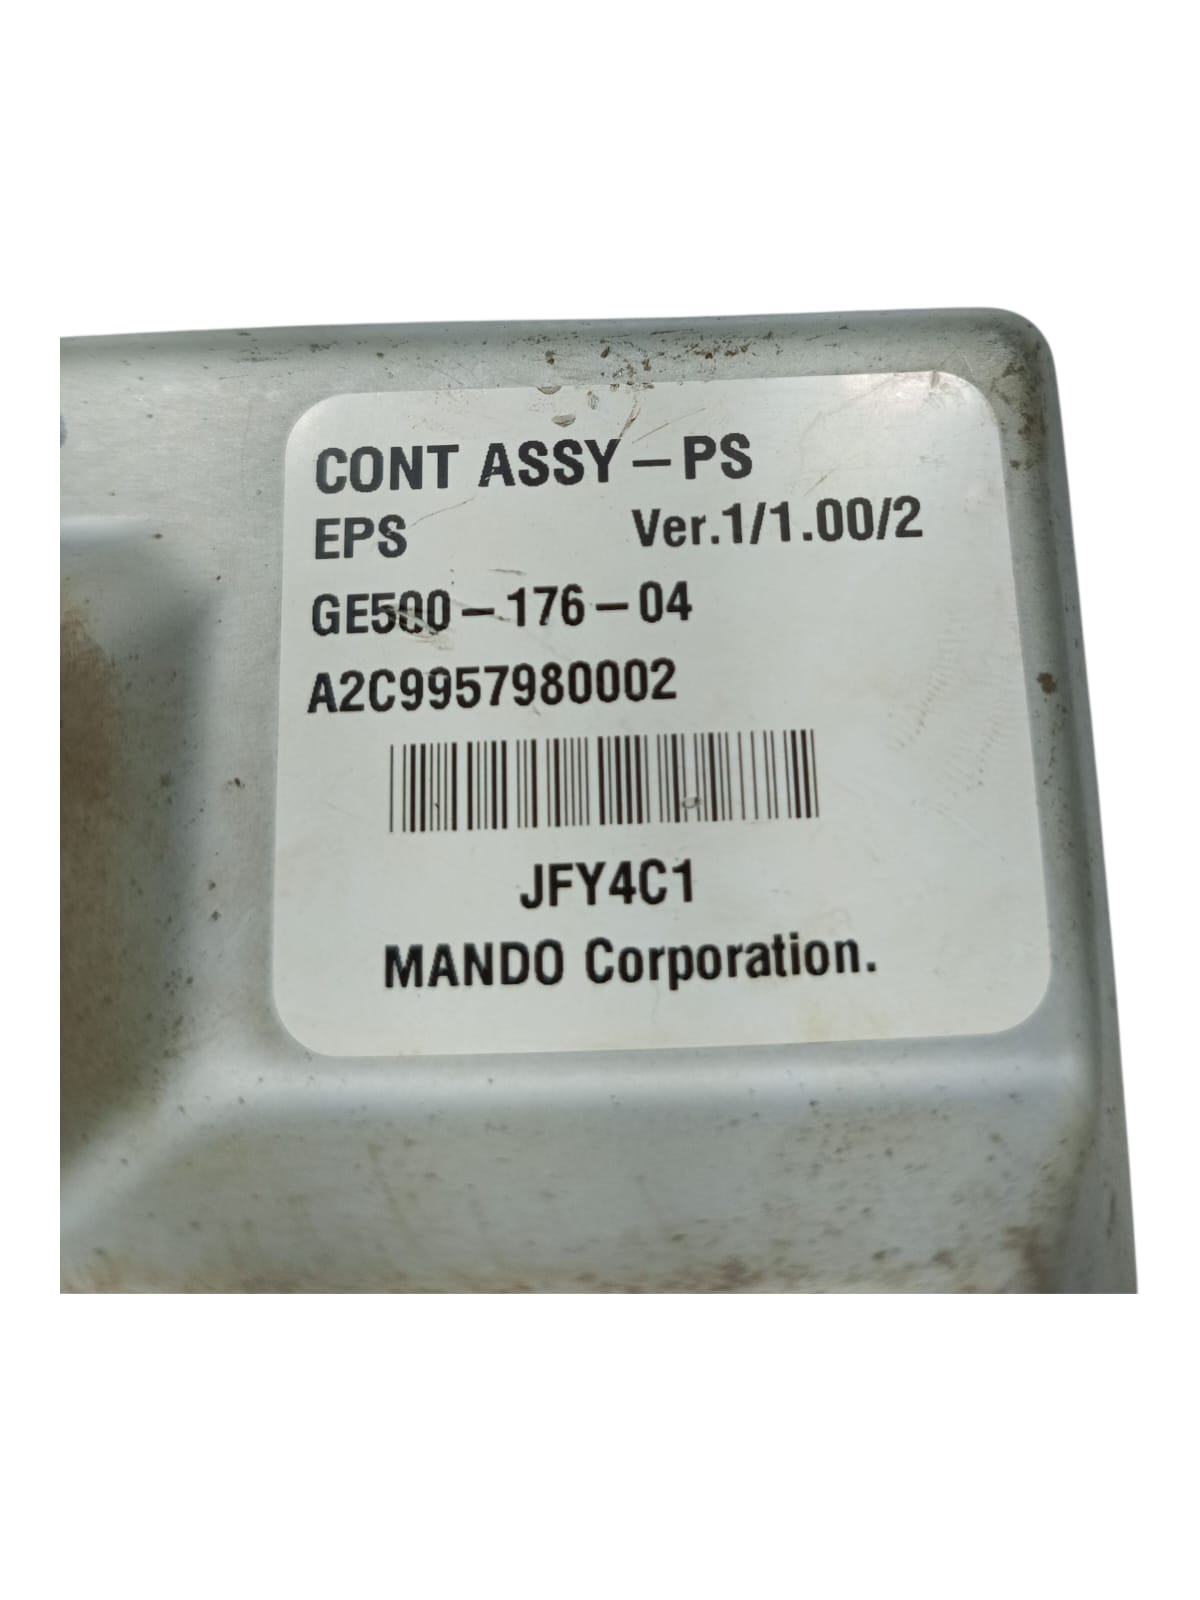 CONT ASSY-PS
EPS Ver.1/1.00/2
GE500-176-04
A2C9957980002
JFY4C1
MANDO Corporation.